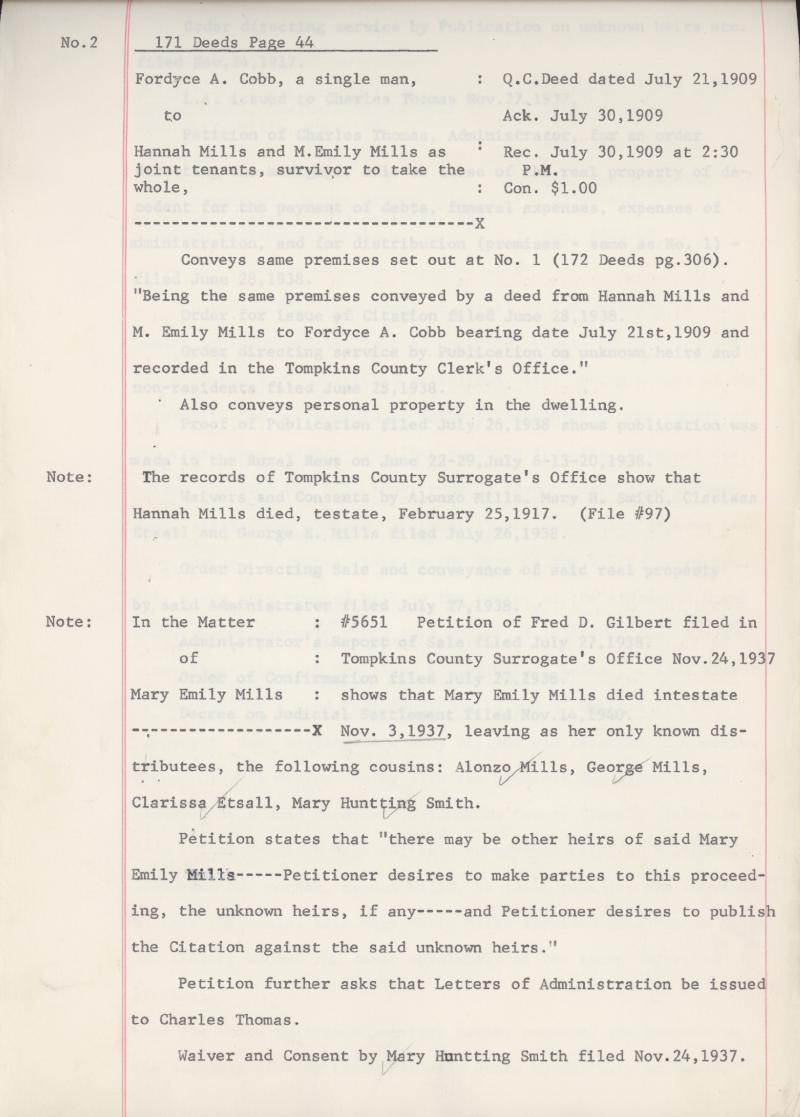 No.2 171 Deeds Page 44
Fordyce A. Cobb, a single man, : Q.C.Deed dated July 21,1909
to Ack. July 30,1909
Hannah Mills and M.Emily Mills as : Rec. July 30,1909 at 2:30
joint tenants, survivor to take the P.M.
whole, : Con. $1.00
------------------------------------X
Conveys same premises set out at No. 1 (172 Deeds pg.306).
"Being the same premises conveyed by a deed from Hannah Mills and
M. Emily Mills to Fordyce A. Cobb bearing date July 21st,1909 and
recorded in the Tompkins County Clerk's Office."
Also conveys personal property in the dwelling.
Note: The records of Tompkins County Surrogate's Office show that
Hannah Mills died, testate, February 25,1917. (File #97)
Note: In the Matter : #5651 Petition of Fred D. Gilbert filed in
of : Tompkins County Surrogate's Office Nov.24,1937
Mary Emily Mills : shows that Mary Emily Mills died intestate
-------------------X Nov. 3,1937, leaving as her only known dis-
tributees, the following cousins: Alonzo Mills, George Mills,
Clarissa Etsall, Mary Huntting Smith.
Petition states that "there may be other heirs of said Mary
Emily Mills-----Petitioner desires to make parties to this proceed-
ing, the unknown heirs, if any-----and Petitioner desires to publish
the Citation against the said unknown heirs."
Petition further asks that Letters of Administration be issued
to Charles Thomas.
Waiver and Consent by Mary Huntting Smith filed Nov.24,1937.